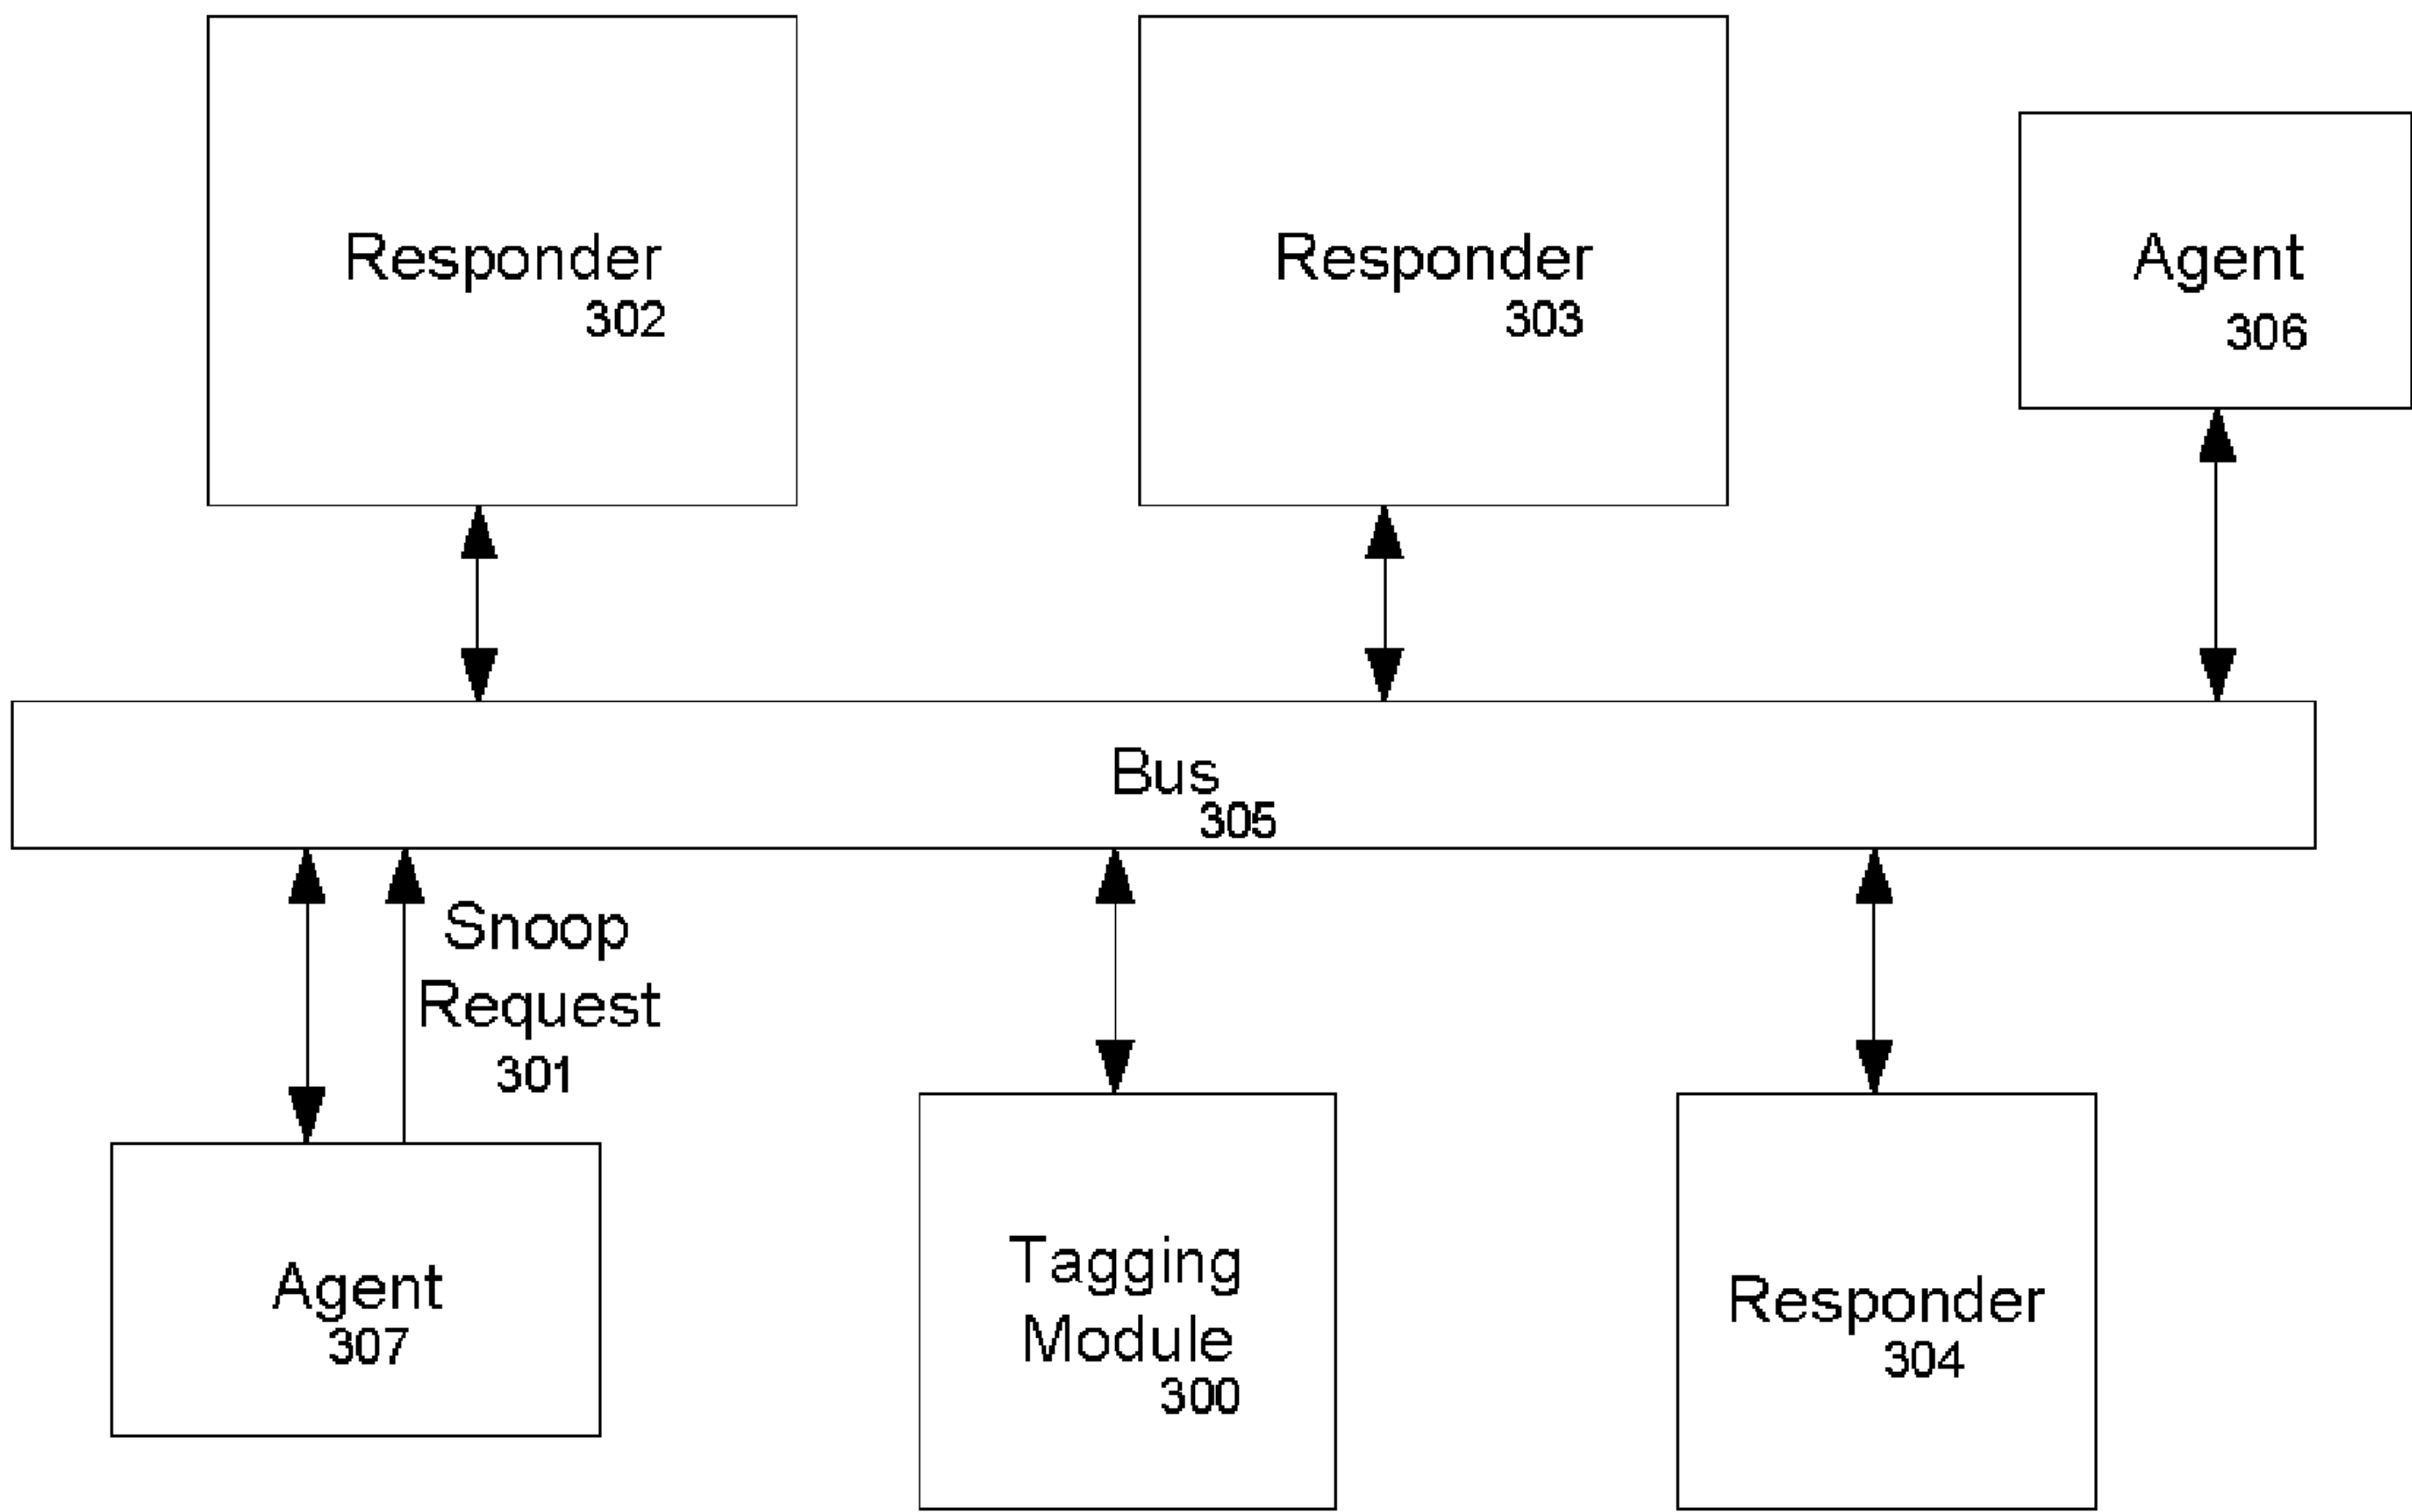 Responder
302
Responder
303
Agent
306
Bus
305
Snoop
Request
301
Agent
307
Tagging
Module
300
Responder
304